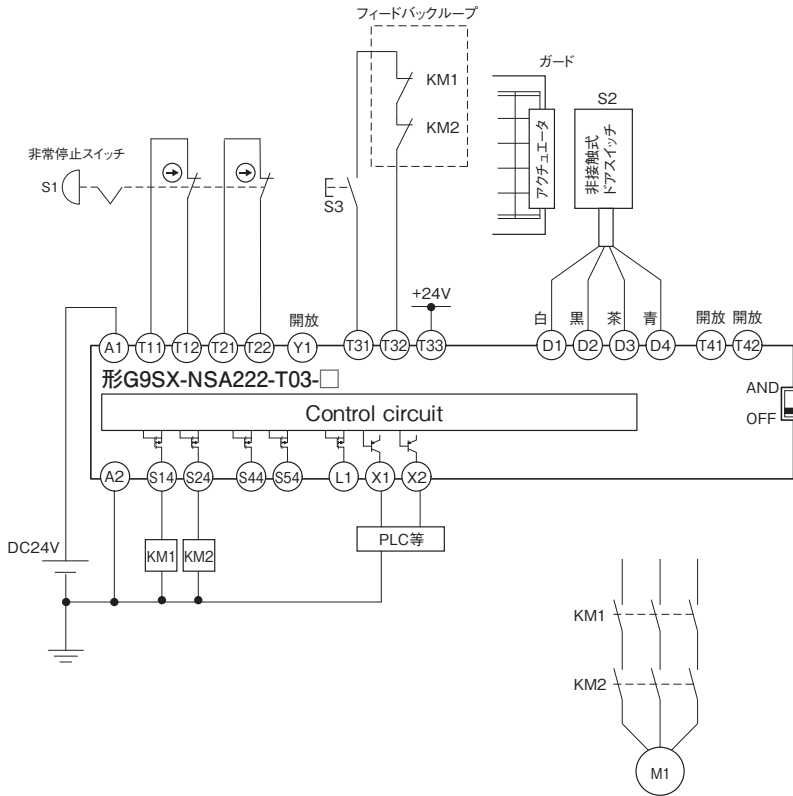 フィードバックループ
KM1
KM2
ガード
アクチュエータ
S2
非接触式
ドアスイッチ
非常停止スイッチ
S1
S3
+24V
開放
白
黒
茶
青
開放
開放
A1
T11
T12
T21
T22
Y1
T31
T32
T33
D1
D2
D3
D4
T41
T42
形G9SX-NSA222-T03-□
Control circuit
AND
OFF
A2
S14
S24
S44
S54
L1
X1
X2
DC24V
KM1
KM2
PLC等
KM1
KM2
M1